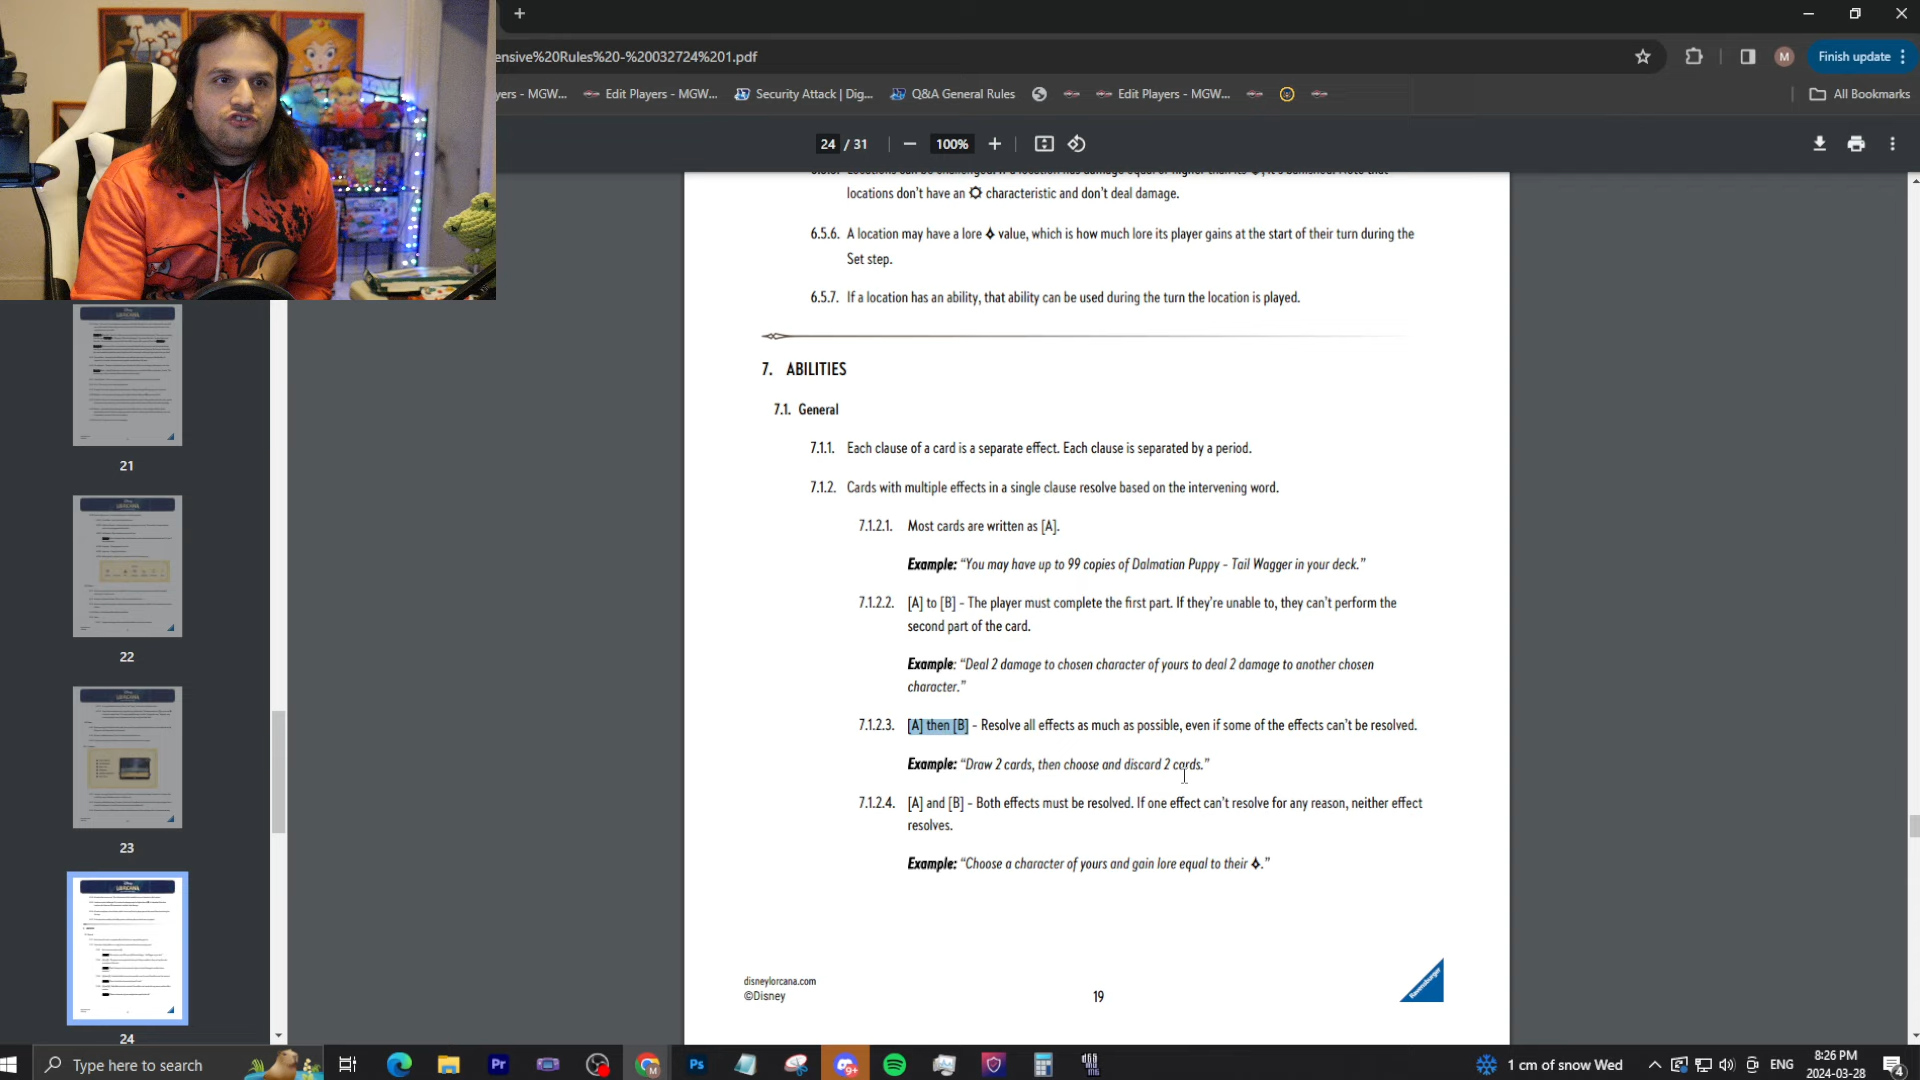 ensive%20Rules%20-%20032724%201.pdf
Finish update
M
yers - MGW...
Edit Players - MGW...
Security Attack | Dig...
Q&A General Rules
Edit Players - MGW...
All Bookmarks
24 / 31
100%
locations don't have an characteristic and don't deal damage.
6.5.6. A location may have a lore value, which is how much lore its player gains at the start of their turn during the
Set step.
6.5.7. If a location has an ability, that ability can be used during the turn the location is played.
7. ABILITIES
7.1. General
7.1.1. Each clause of a card is a separate effect. Each clause is separated by a period.
7.1.2. Cards with multiple effects in a single clause resolve based on the intervening word.
7.1.2.1. Most cards are written as [A].
Example: "You may have up to 99 copies of Dalmatian Puppy – Tail Wagger in your deck."
7.1.2.2. [A] to [B] – The player must complete the first part. If they're unable to, they can't perform the
second part of the card.
Example: "Deal 2 damage to chosen character of yours to deal 2 damage to another chosen
character."
7.1.2.3. [A] then [B] – Resolve all effects as much as possible, even if some of the effects can't be resolved.
Example: "Draw 2 cards, then choose and discard 2 cards."
7.1.2.4. [A] and [B] – Both effects must be resolved. If one effect can't resolve for any reason, neither effect
resolves.
Example: "Choose a character of yours and gain lore equal to their ."
disneylorcana.com
©Disney
19
Ravensburger
21
22
23
24
Type here to search
Pr
Ps
9+
1 cm of snow Wed
ENG
8:26 PM
2024-03-28
4